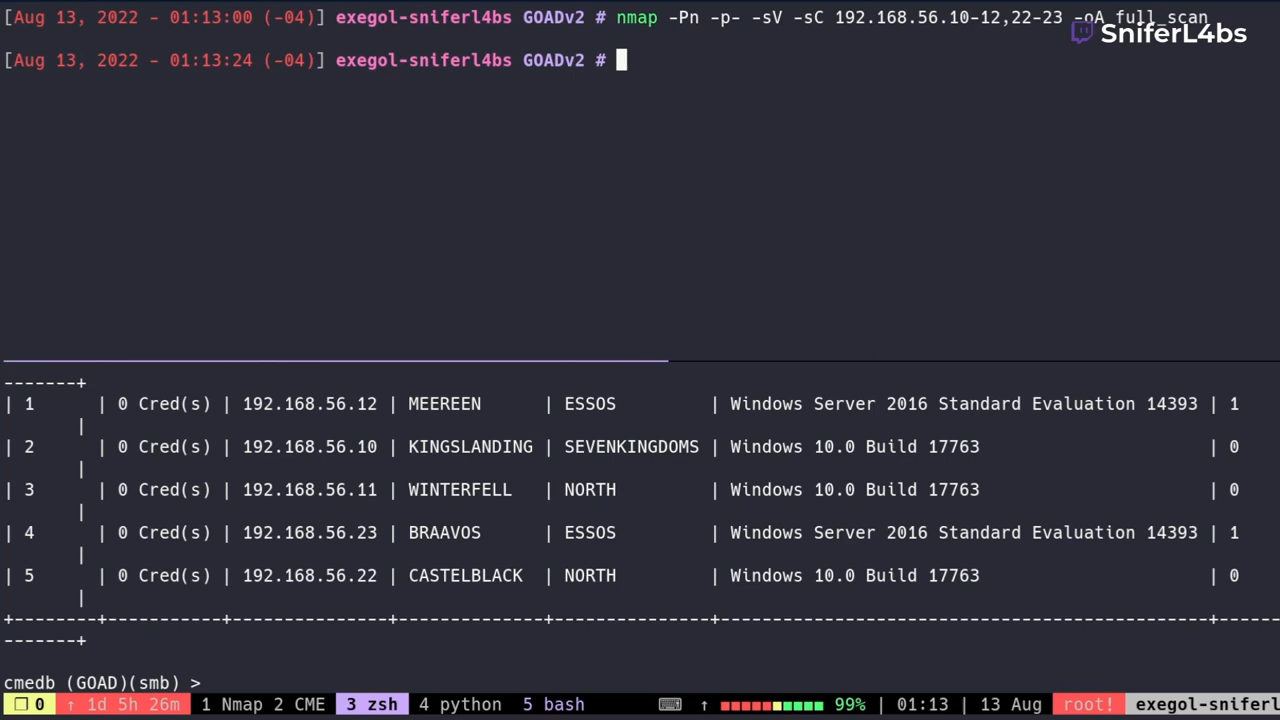 [Aug 13, 2022 - 01:13:00 (-04)] exegol-sniferl4bs GOADv2 # nmap -Pn -p- -sV -sC 192.168.56.10-12,22-23 -oA full_scan
SniferL4bs
[Aug 13, 2022 - 01:13:24 (-04)] exegol-sniferl4bs GOADv2 #
-------+
| 1 | 0 Cred(s) | 192.168.56.12 | MEEREEN | ESSOS | Windows Server 2016 Standard Evaluation 14393 | 1
|
| 2 | 0 Cred(s) | 192.168.56.10 | KINGSLANDING | SEVENKINGDOMS | Windows 10.0 Build 17763 | 0
|
| 3 | 0 Cred(s) | 192.168.56.11 | WINTERFELL | NORTH | Windows 10.0 Build 17763 | 0
|
| 4 | 0 Cred(s) | 192.168.56.23 | BRAAVOS | ESSOS | Windows Server 2016 Standard Evaluation 14393 | 1
|
| 5 | 0 Cred(s) | 192.168.56.22 | CASTELBLACK | NORTH | Windows 10.0 Build 17763 | 0
|
+--------+-----------+---------------+--------------+---------------+-----------------------------------------------+------
-------+
cmedb (GOAD)(smb) >
❐ 0 ↑ 1d 5h 26m 1 Nmap 2 CME 3 zsh 4 python 5 bash ⌨ ↑ 99% | 01:13 | 13 Aug root! exegol-sniferl